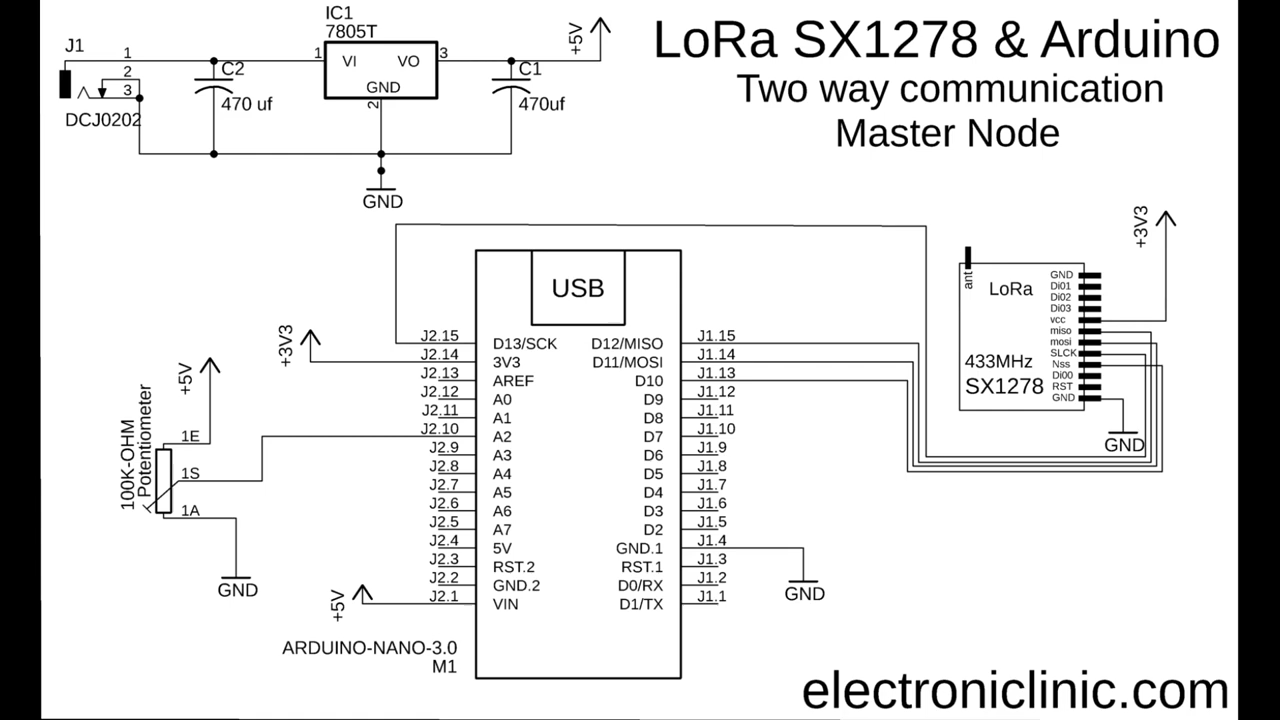 LoRa SX1278 & Arduino
Two way communication
Master Node
J1
1
2
3
DCJ0202
C2
470 uf
IC1
7805T
1
VI
VO
3
GND
2
C1
470uf
+5V
GND
USB
J2.15
J2.14
J2.13
J2.12
J2.11
J2.10
J2.9
J2.8
J2.7
J2.6
J2.5
J2.4
J2.3
J2.2
J2.1
D13/SCK
3V3
AREF
A0
A1
A2
A3
A4
A5
A6
A7
5V
RST.2
GND.2
VIN
D12/MISO
D11/MOSI
D10
D9
D8
D7
D6
D5
D4
D3
D2
GND.1
RST.1
D0/RX
D1/TX
J1.15
J1.14
J1.13
J1.12
J1.11
J1.10
J1.9
J1.8
J1.7
J1.6
J1.5
J1.4
J1.3
J1.2
J1.1
+3V3
+5V
100K-OHM
Potentiometer
1E
1S
1A
GND
+5V
ARDUINO-NANO-3.0
M1
GND
+3V3
ant
LoRa
433MHz
SX1278
GND
Di01
Di02
Di03
vcc
miso
mosi
SLCK
Nss
Di00
RST
GND
GND
electroniclinic.com